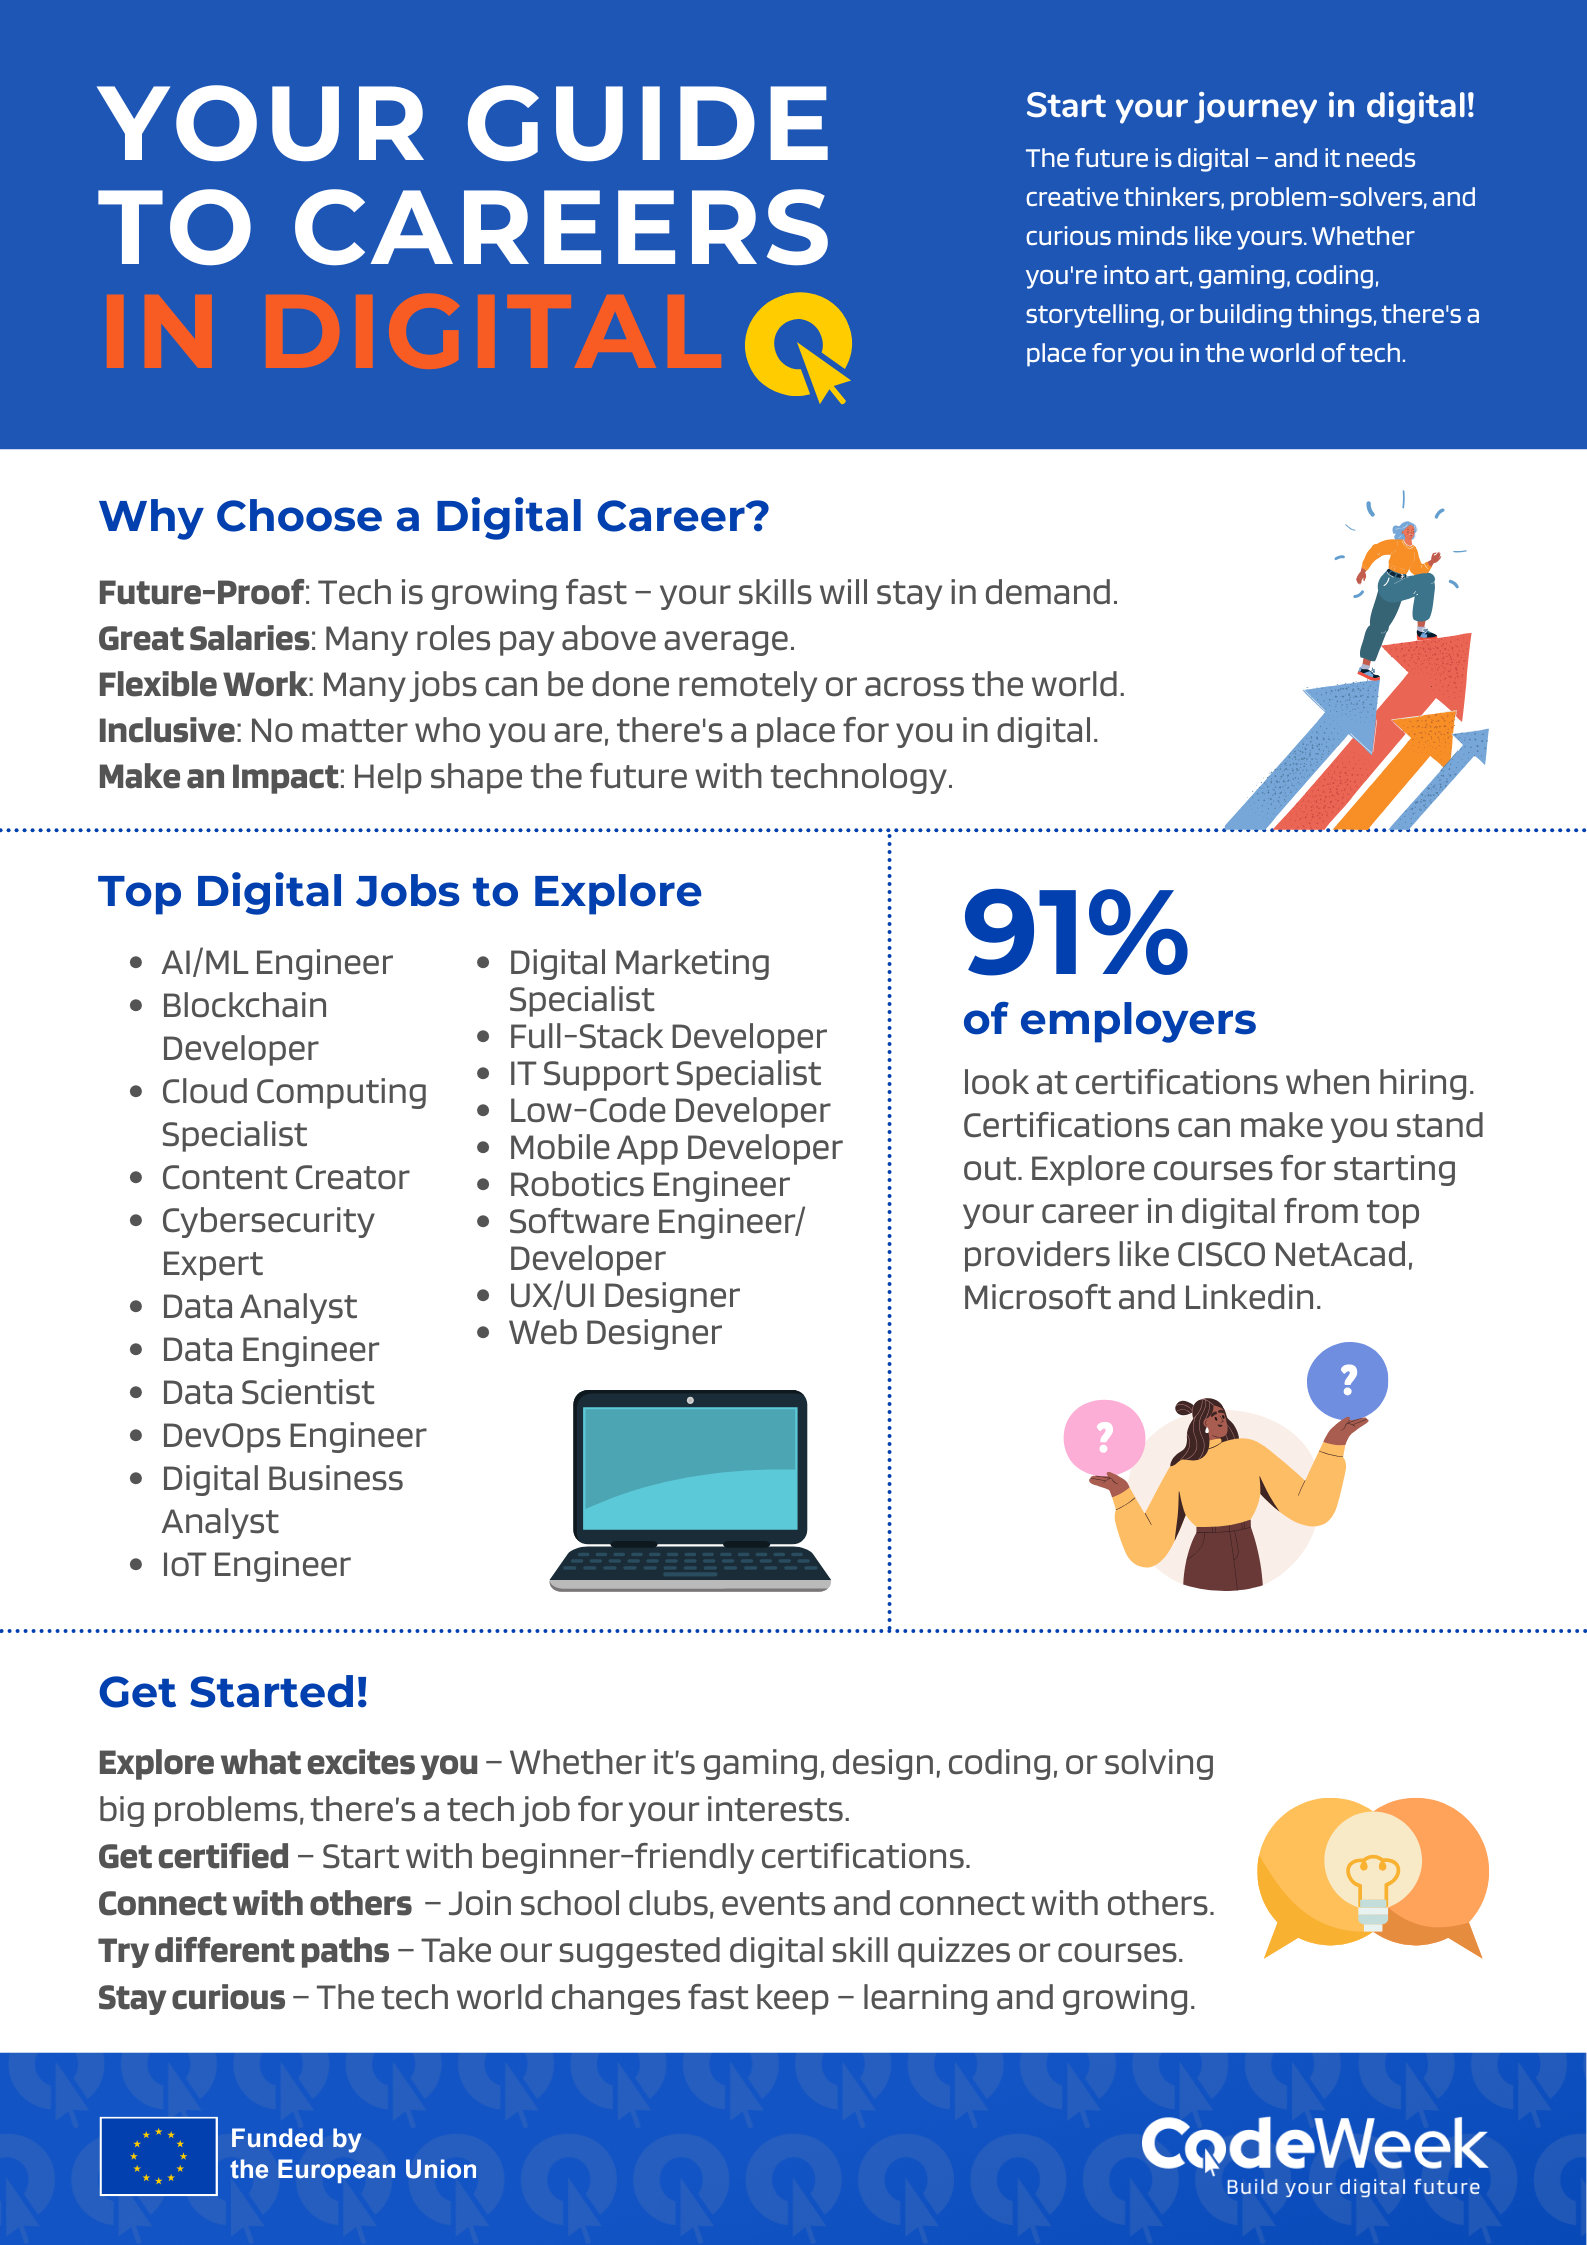 YOUR GUIDE
TO CAREERS
IN DIGITAL
Start your journey in digital!
The future is digital – and it needs
creative thinkers, problem-solvers, and
curious minds like yours. Whether
you're into art, gaming, coding,
storytelling, or building things, there's a
place for you in the world of tech.
Why Choose a Digital Career?
Future-Proof: Tech is growing fast – your skills will stay in demand.
Great Salaries: Many roles pay above average.
Flexible Work: Many jobs can be done remotely or across the world.
Inclusive: No matter who you are, there's a place for you in digital.
Make an Impact: Help shape the future with technology.
Top Digital Jobs to Explore
• AI/ML Engineer
• Blockchain
Developer
• Cloud Computing
Specialist
• Content Creator
• Cybersecurity
Expert
• Data Analyst
• Data Engineer
• Data Scientist
• DevOps Engineer
• Digital Business
Analyst
• IoT Engineer
• Digital Marketing
Specialist
• Full-Stack Developer
• IT Support Specialist
• Low-Code Developer
• Mobile App Developer
• Robotics Engineer
• Software Engineer/
Developer
• UX/UI Designer
• Web Designer
91%
of employers
look at certifications when hiring.
Certifications can make you stand
out. Explore courses for starting
your career in digital from top
providers like CISCO NetAcad,
Microsoft and Linkedin.
?
?
Get Started!
Explore what excites you – Whether it's gaming, design, coding, or solving
big problems, there's a tech job for your interests.
Get certified – Start with beginner-friendly certifications.
Connect with others – Join school clubs, events and connect with others.
Try different paths – Take our suggested digital skill quizzes or courses.
Stay curious – The tech world changes fast keep – learning and growing.
Funded by
the European Union
CodeWeek
Build your digital future